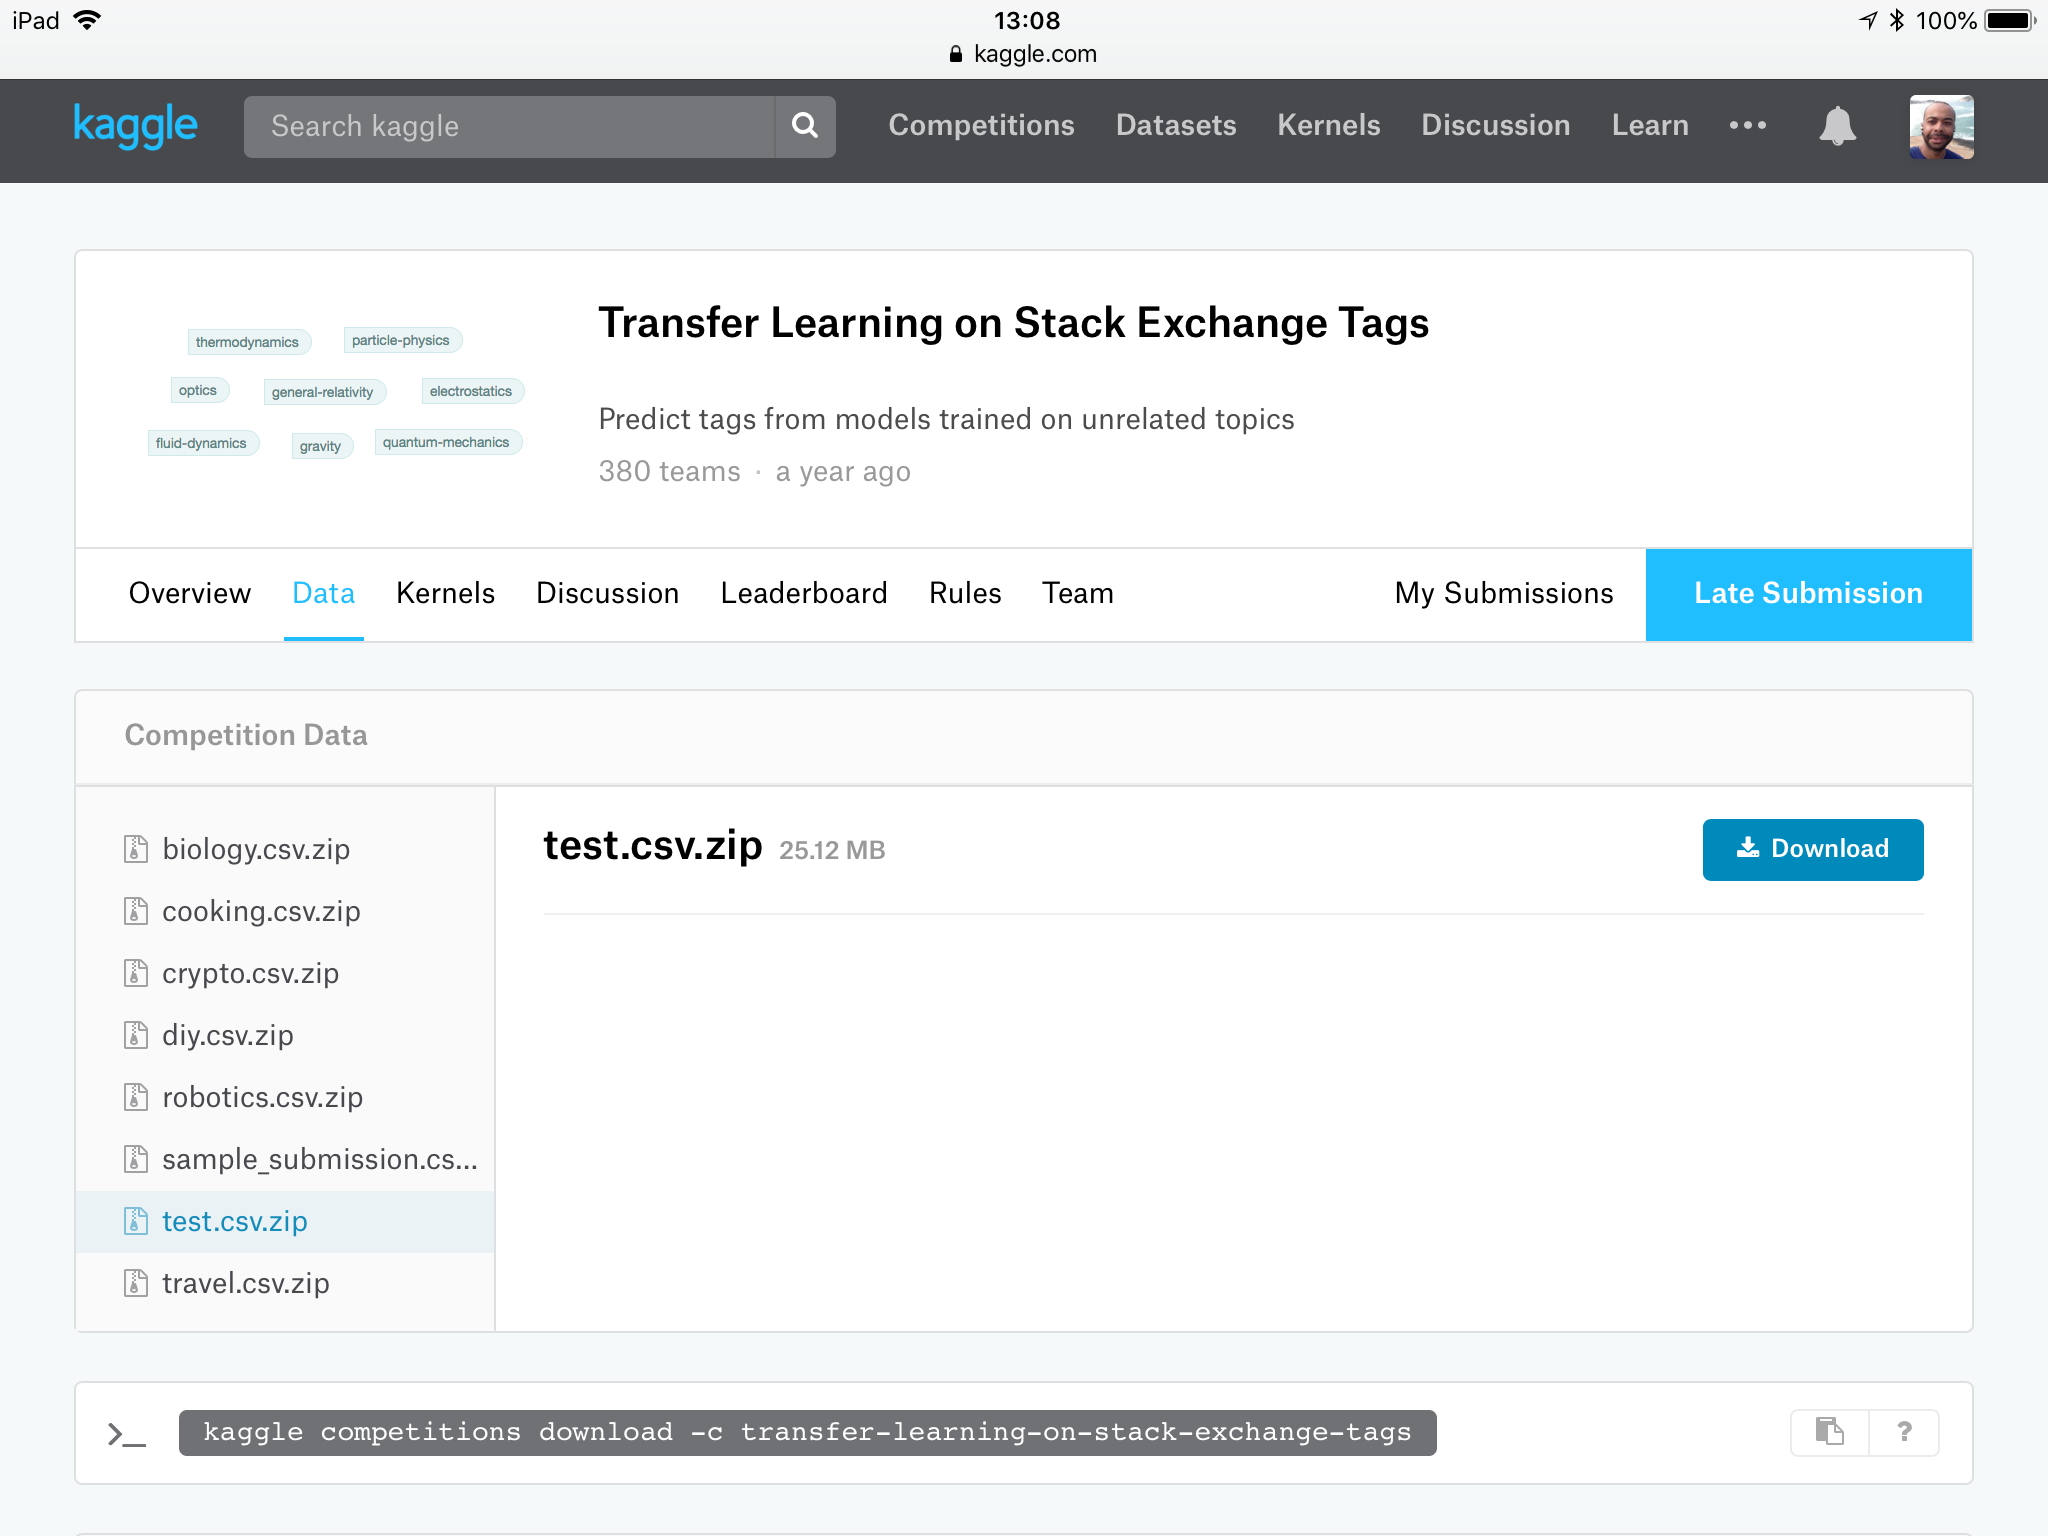 iPad 13:08 100%
kaggle.com
kaggle Search kaggle Competitions Datasets Kernels Discussion Learn
Transfer Learning on Stack Exchange Tags
thermodynamics particle-physics
optics general-relativity electrostatics
fluid-dynamics gravity quantum-mechanics
Predict tags from models trained on unrelated topics
380 teams · a year ago
Overview Data Kernels Discussion Leaderboard Rules Team My Submissions Late Submission
Competition Data
biology.csv.zip
cooking.csv.zip
crypto.csv.zip
diy.csv.zip
robotics.csv.zip
sample_submission.cs...
test.csv.zip
travel.csv.zip
test.csv.zip 25.12 MB Download
>_ kaggle competitions download -c transfer-learning-on-stack-exchange-tags ?